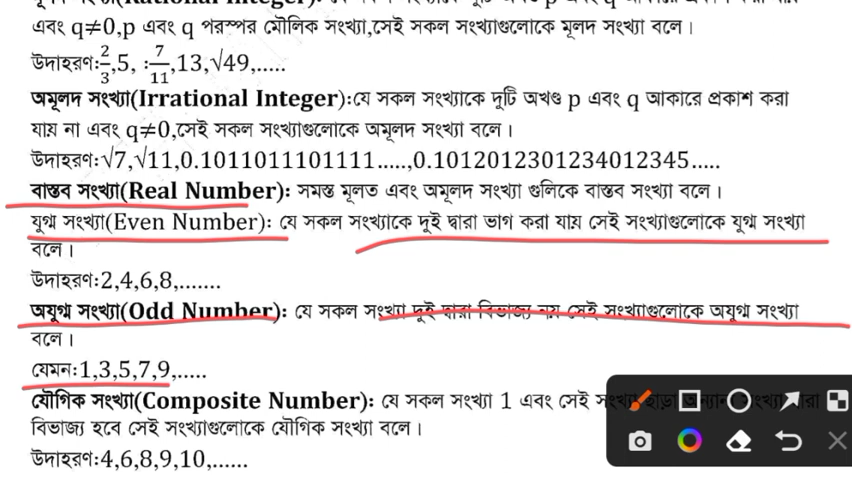 এবং q≠0,p এবং q পরস্পর মৌলিক সংখ্যা,সেই সকল সংখ্যাগুলোকে মূলদ সংখ্যা বলে।
উদাহরণ:2/3,5, :7/11,13,√49,.....
অমূলদ সংখ্যা(Irrational Integer):যে সকল সংখ্যাকে দুটি অখণ্ড p এবং q আকারে প্রকাশ করা
যায় না এবং q≠0,সেই সকল সংখ্যাগুলোকে অমূলদ সংখ্যা বলে।
উদাহরণ:√7,√11,0.1011011101111.....,0.1012012301234012345.....
বাস্তব সংখ্যা(Real Number): সমস্ত মূলত এবং অমূলদ সংখ্যা গুলিকে বাস্তব সংখ্যা বলে।
যুগ্ম সংখ্যা(Even Number): যে সকল সংখ্যাকে দুই দ্বারা ভাগ করা যায় সেই সংখ্যাগুলোকে যুগ্ম সংখ্যা
বলে।
উদাহরণ:2,4,6,8,.......
অযুগ্ম সংখ্যা(Odd Number): যে সকল সংখ্যা দুই দ্বারা বিভাজ্য নয় সেই সংখ্যাগুলোকে অযুগ্ম সংখ্যা
বলে।
যেমন:1,3,5,7,9,.....
যৌগিক সংখ্যা(Composite Number): যে সকল সংখ্যা 1 এবং সেই সংখ্যা ছাড়া অন্যান্য সংখ্যা দ্বারা
বিভাজ্য হবে সেই সংখ্যাগুলোকে যৌগিক সংখ্যা বলে।
উদাহরণ:4,6,8,9,10,......